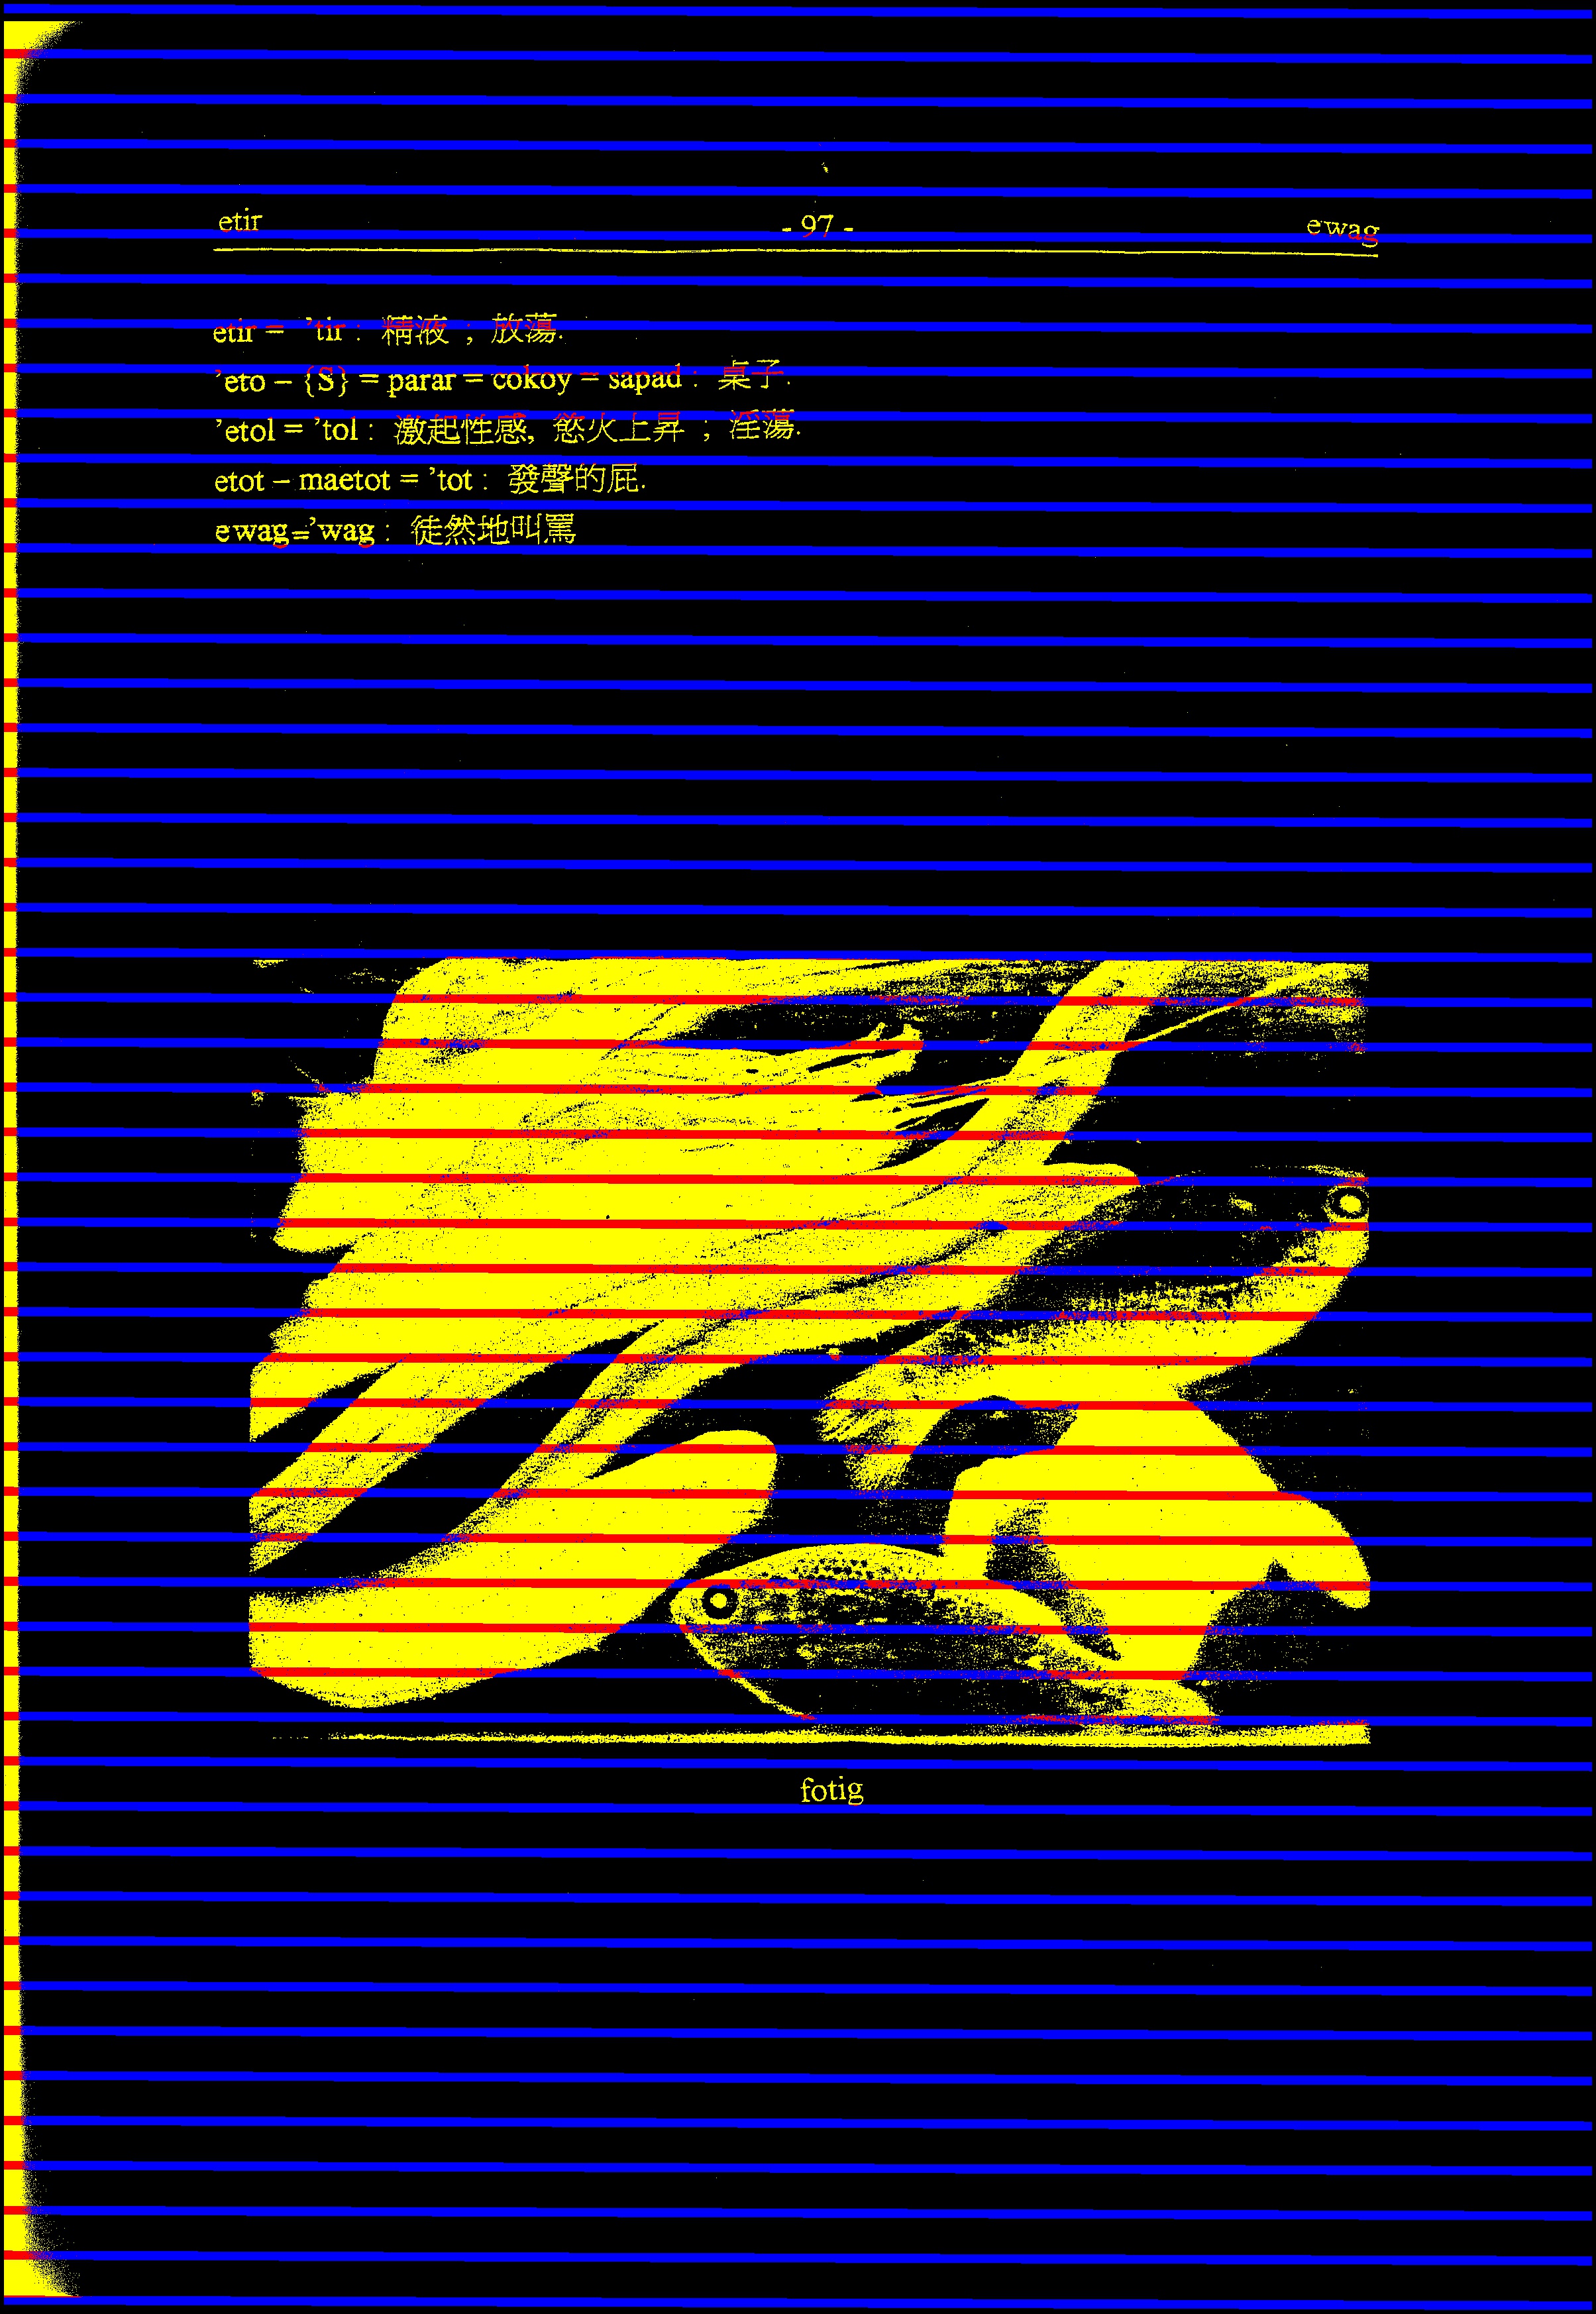 etir - 97 - ewag
etir = ’tir : 精液 ; 放蕩.
’eto – {S} = parar = cokoy = sapad : 桌子.
’etol = ’tol : 激起性感, 慾火上昇 ; 淫蕩.
etot – maetot = ’tot : 發聲的屁.
ewag=’wag : 徒然地叫罵
fotig